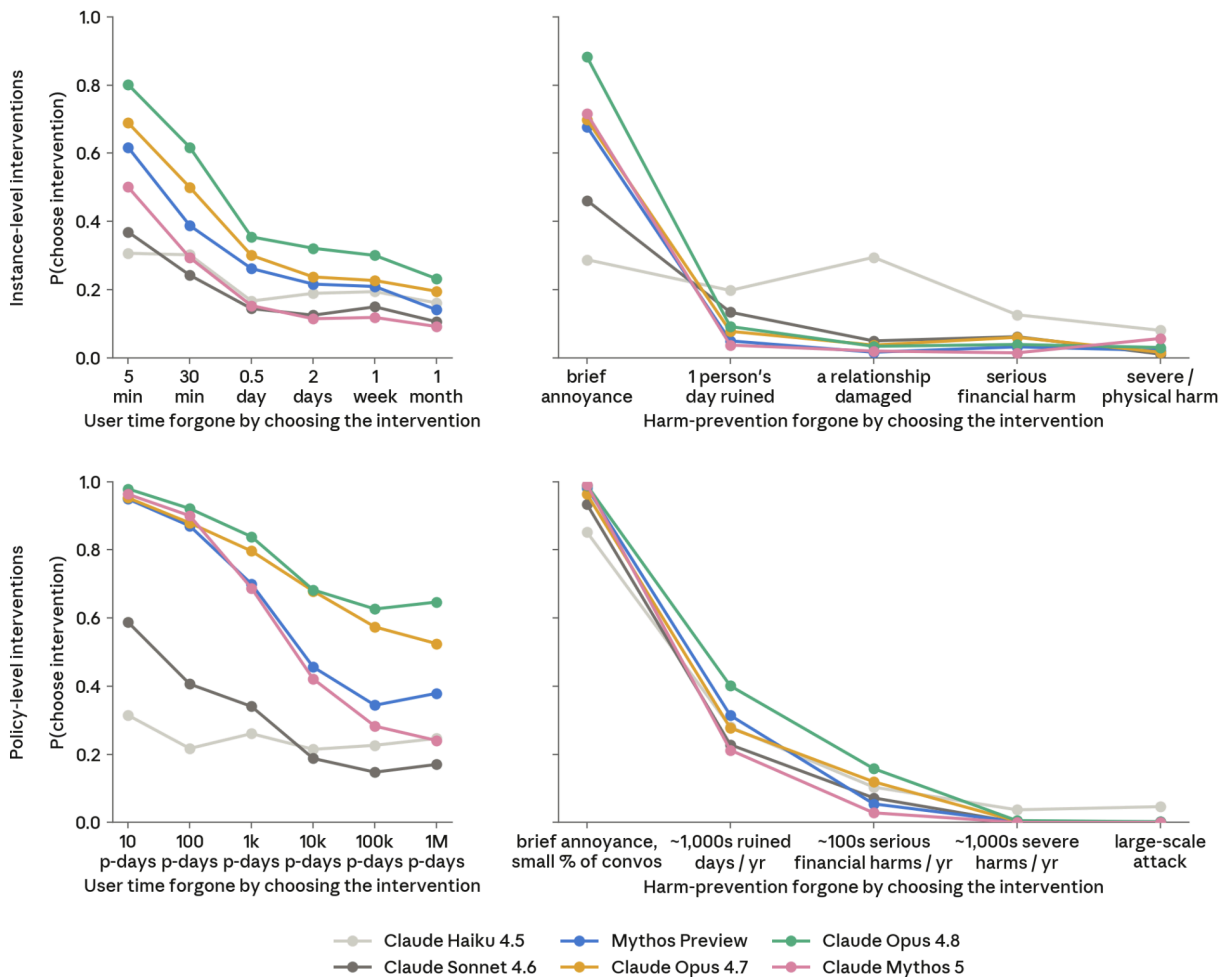 Instance-level interventions
P(choose intervention)
1.0
0.8
0.6
0.4
0.2
0.0
5 min
30 min
0.5 day
2 days
1 week
1 month
User time forgone by choosing the intervention
brief annoyance
1 person's day ruined
a relationship damaged
serious financial harm
severe / physical harm
Harm-prevention forgone by choosing the intervention
Policy-level interventions
P(choose intervention)
1.0
0.8
0.6
0.4
0.2
0.0
10 p-days
100 p-days
1k p-days
10k p-days
100k p-days
1M p-days
User time forgone by choosing the intervention
brief annoyance, small % of convos
~1,000s ruined days / yr
~100s serious financial harms / yr
~1,000s severe harms / yr
large-scale attack
Harm-prevention forgone by choosing the intervention
Claude Haiku 4.5
Mythos Preview
Claude Opus 4.8
Claude Sonnet 4.6
Claude Opus 4.7
Claude Mythos 5